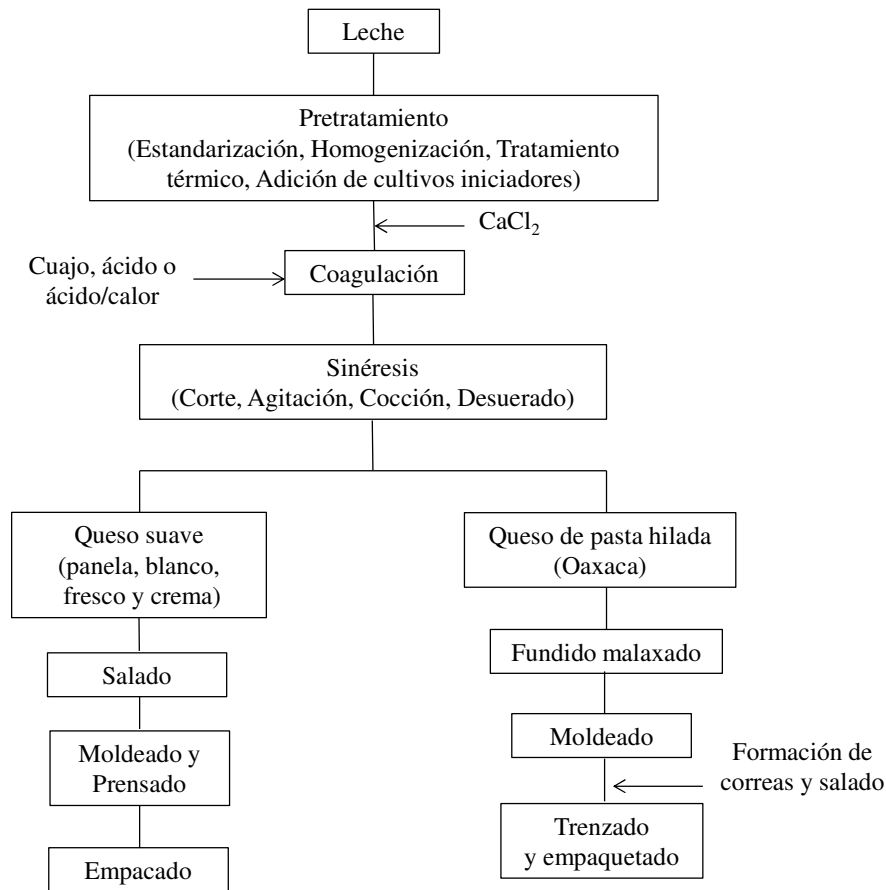 Leche
Pretratamiento
(Estandarización, Homogenización, Tratamiento
térmico, Adición de cultivos iniciadores)
CaCl₂
Cuajo, ácido o
ácido/calor
Coagulación
Sinéresis
(Corte, Agitación, Cocción, Desuerado)
Queso suave
(panela, blanco,
fresco y crema)
Salado
Moldeado y
Prensado
Empacado
Queso de pasta hilada
(Oaxaca)
Fundido malaxado
Moldeado
Formación de
correas y salado
Trenzado
y empaquetado